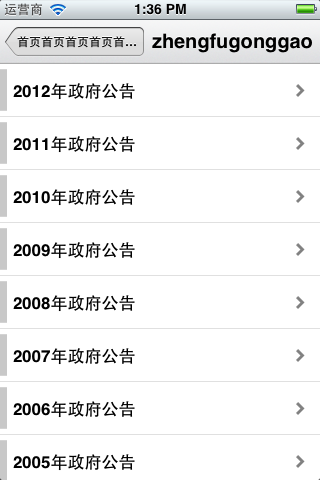 运营商 1:36 PM
首页首页首页首页首... zhengfugonggao
2012年政府公告
2011年政府公告
2010年政府公告
2009年政府公告
2008年政府公告
2007年政府公告
2006年政府公告
2005年政府公告